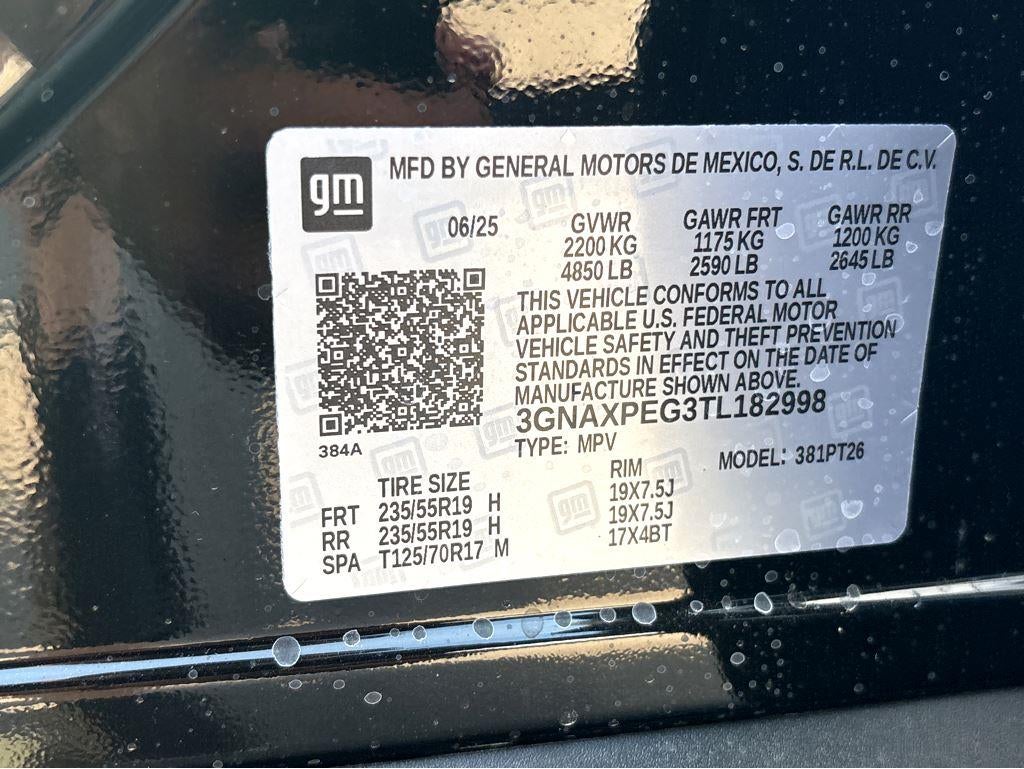 gm
MFD BY GENERAL MOTORS DE MEXICO, S. DE R.L. DE C.V.
06/25 GVWR GAWR FRT GAWR RR
2200 KG 1175 KG 1200 KG
4850 LB 2590 LB 2645 LB
THIS VEHICLE CONFORMS TO ALL
APPLICABLE U.S. FEDERAL MOTOR
VEHICLE SAFETY AND THEFT PREVENTION
STANDARDS IN EFFECT ON THE DATE OF
MANUFACTURE SHOWN ABOVE.
3GNAXPEG3TL182998
384A
TYPE: MPV MODEL: 381PT26
TIRE SIZE RIM
FRT 235/55R19 H 19X7.5J
RR 235/55R19 H 19X7.5J
SPA T125/70R17 M 17X4BT